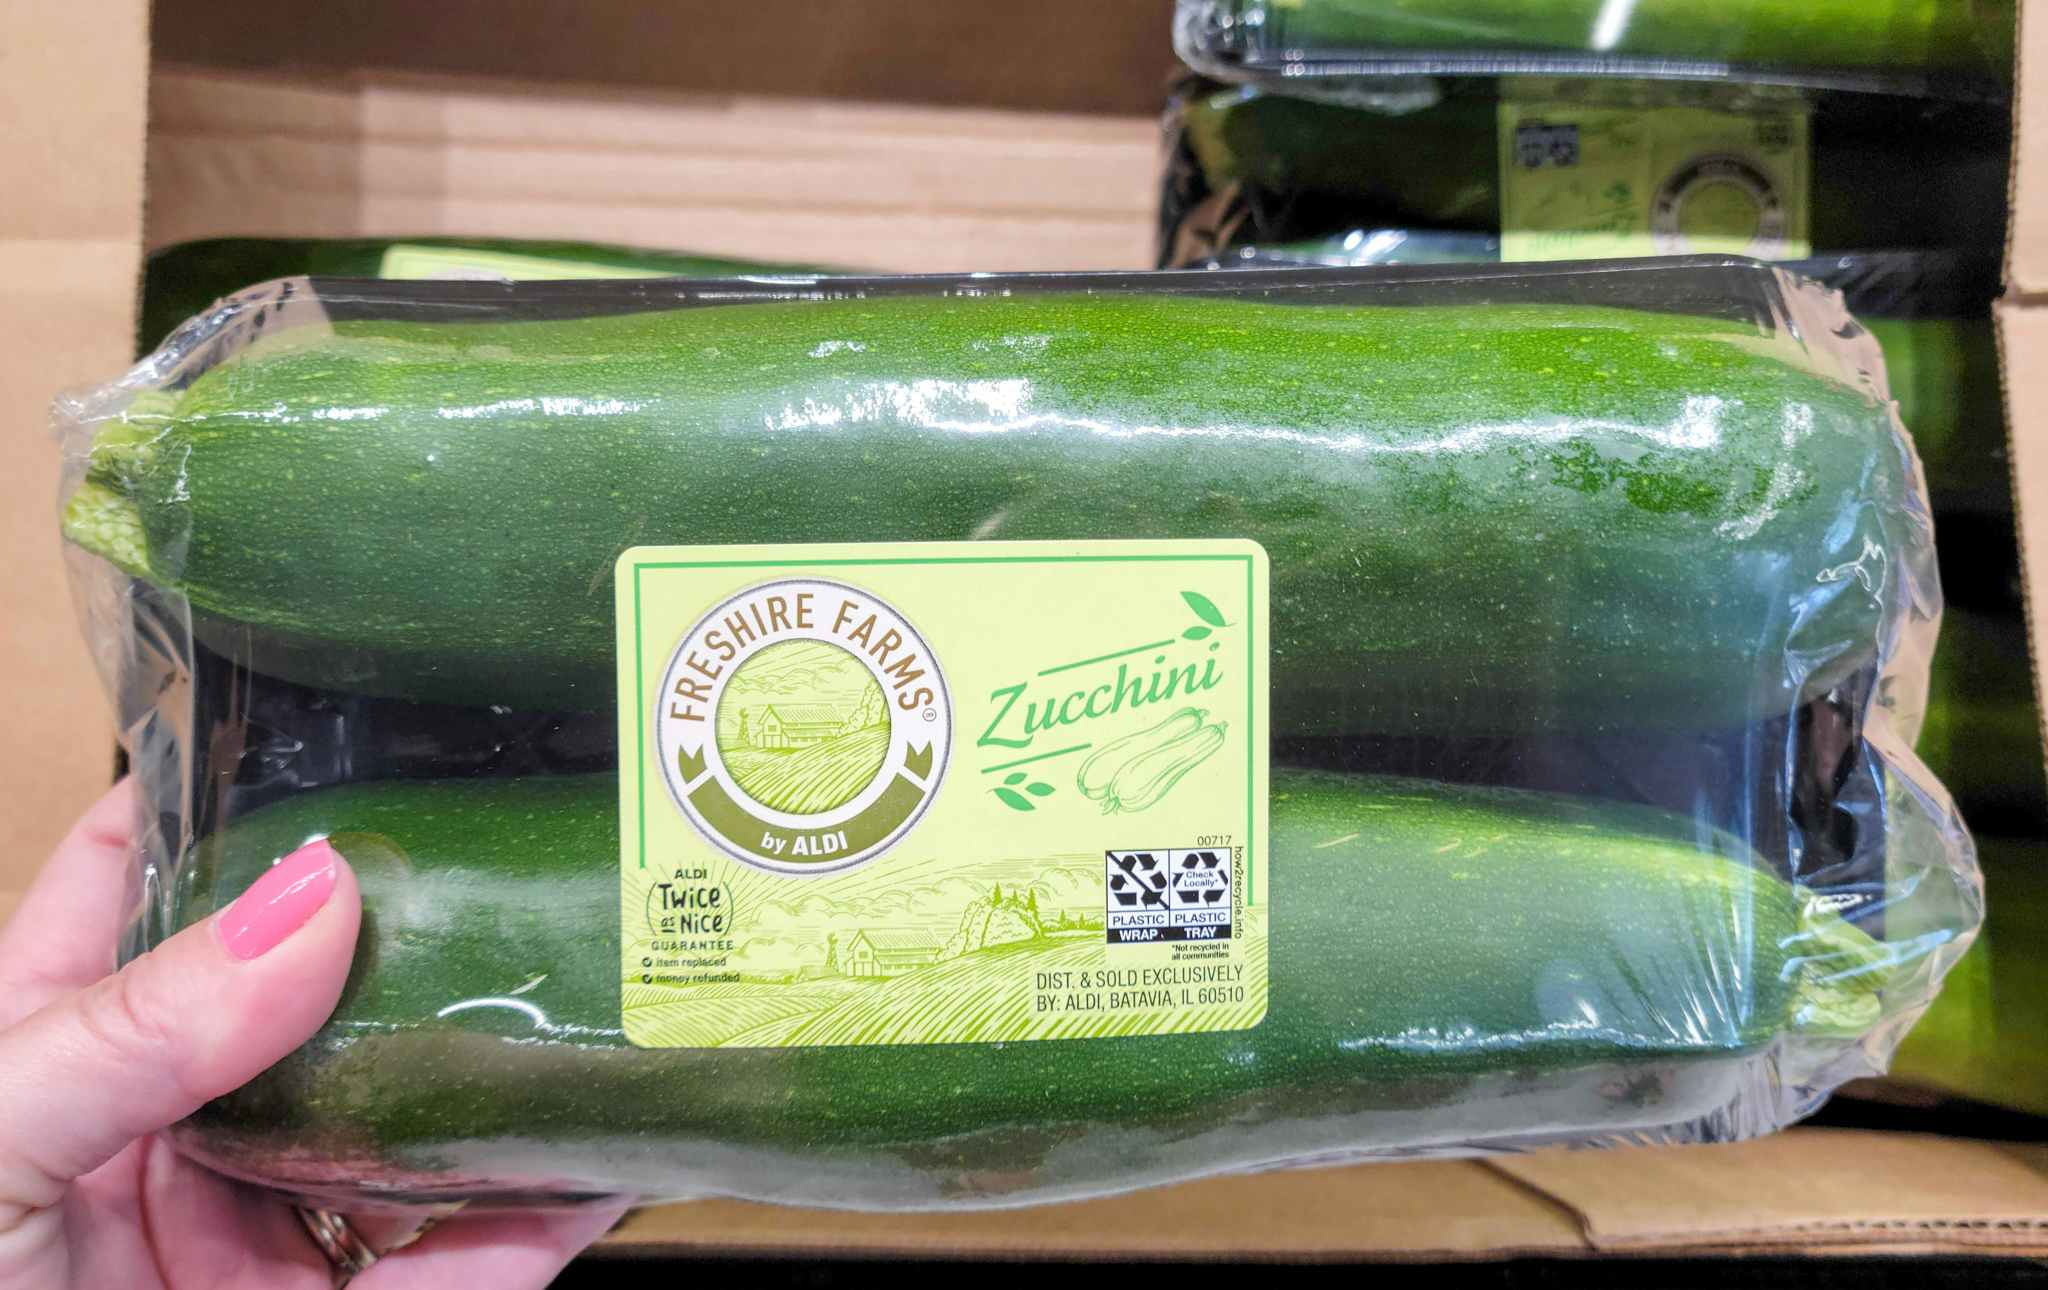 FRESHIRE FARMS®
by ALDI
Zucchini
ALDI
Twice
as Nice
GUARANTEE
item replaced
money refunded
00717
Check
Locally*
PLASTIC
WRAP
PLASTIC
TRAY
how2recycle.info
*Not recycled in
all communities
DIST. & SOLD EXCLUSIVELY
BY: ALDI, BATAVIA, IL 60510